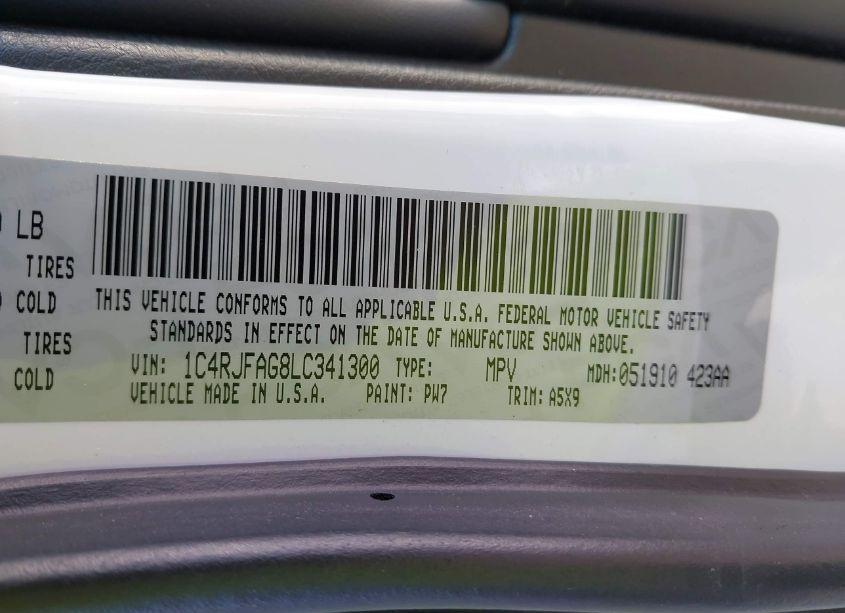 LB
TIRES
COLD
TIRES
COLD
THIS VEHICLE CONFORMS TO ALL APPLICABLE U.S.A. FEDERAL MOTOR VEHICLE SAFETY
STANDARDS IN EFFECT ON THE DATE OF MANUFACTURE SHOWN ABOVE.
VIN: 1C4RJFAG8LC341300 TYPE: MPV MDH:051910 423AA
VEHICLE MADE IN U.S.A. PAINT: PW7 TRIM: A5X9